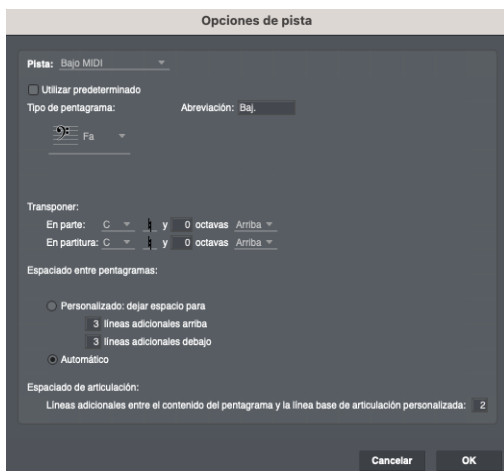 Opciones de pista
Pista: Bajo MIDI
Utilizar predeterminado
Tipo de pentagrama: Abreviación: Baj.
Fa
Transponer:
En parte: C y 0 octavas Arriba
En partitura: C y 0 octavas Arriba
Espaciado entre pentagramas:
Personalizado: dejar espacio para
3 líneas adicionales arriba
3 líneas adicionales debajo
Automático
Espaciado de articulación:
Líneas adicionales entre el contenido del pentagrama y la línea base de articulación personalizada: 2
Cancelar OK